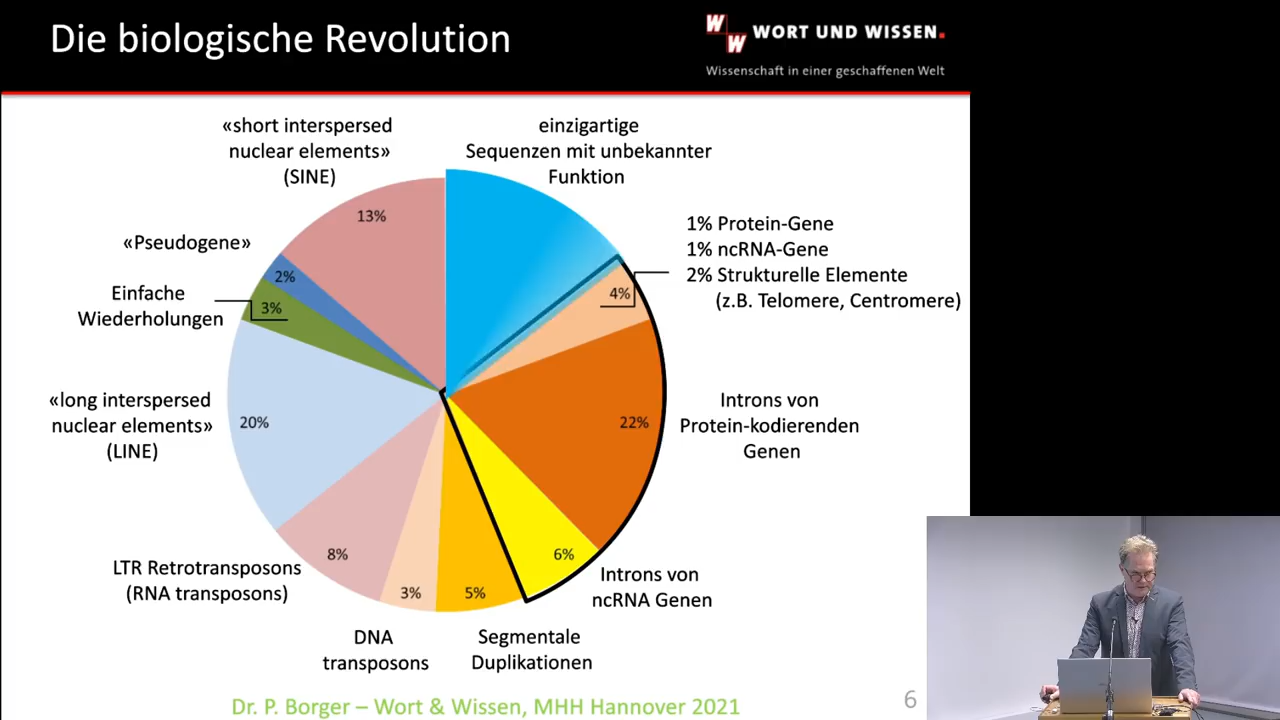 Die biologische Revolution
W
W
WORT UND WISSEN.
Wissenschaft in einer geschaffenen Welt
«short interspersed
nuclear elements»
(SINE)
einzigartige
Sequenzen mit unbekannter
Funktion
13%
«Pseudogene»
2%
Einfache
Wiederholungen
3%
1% Protein-Gene
1% ncRNA-Gene
2% Strukturelle Elemente
(z.B. Telomere, Centromere)
4%
«long interspersed
nuclear elements»
(LINE)
20%
22%
Introns von
Protein-kodierenden
Genen
LTR Retrotransposons
(RNA transposons)
8%
3%
5%
6%
Introns von
ncRNA Genen
DNA
transposons
Segmentale
Duplikationen
Dr. P. Borger – Wort & Wissen, MHH Hannover 2021
6